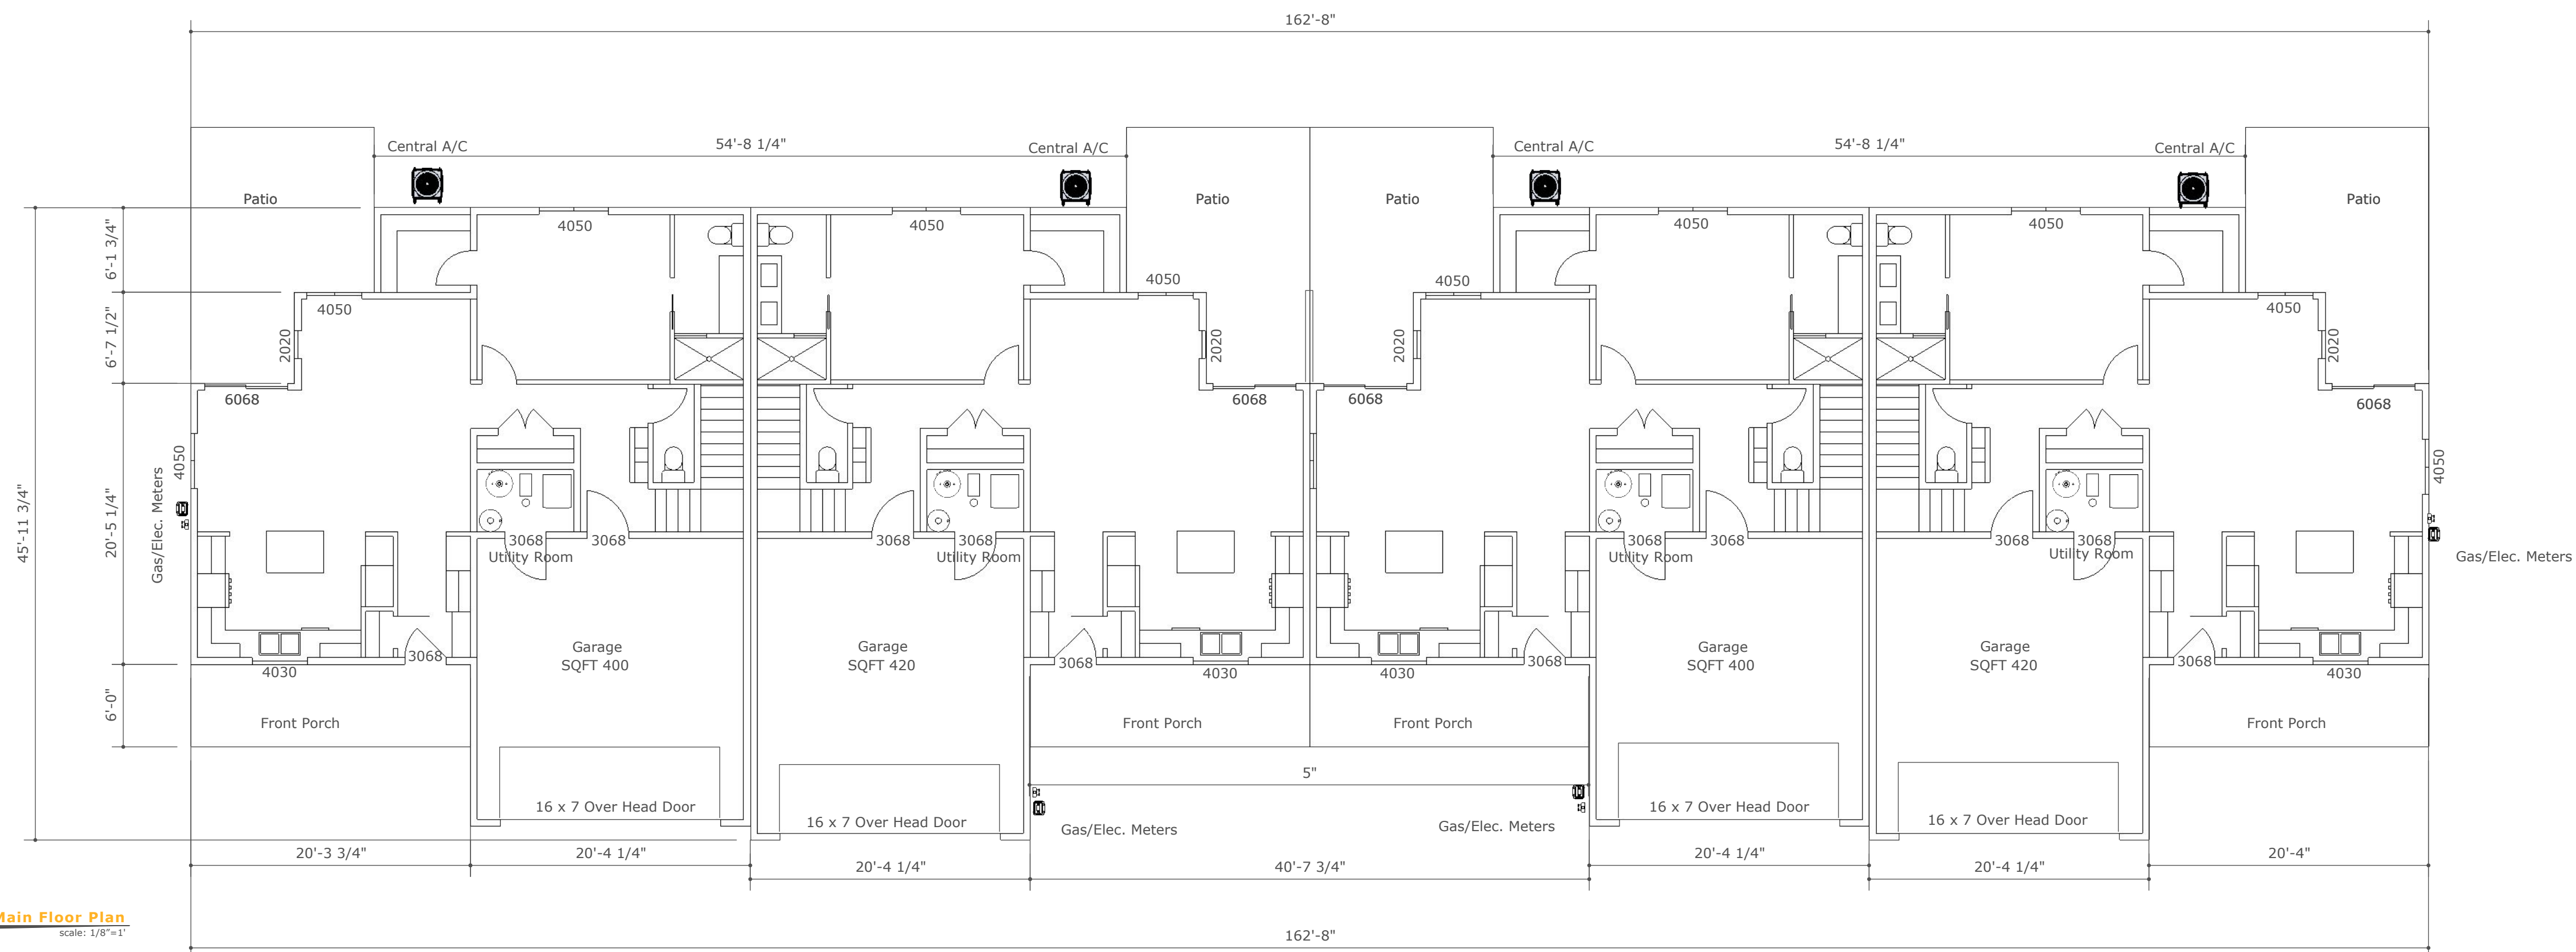 162'-8"
54'-8 1/4"
54'-8 1/4"
Central A/C
Central A/C
Central A/C
Central A/C
Patio
Patio
Patio
Patio
4050
4050
4050
4050
6'-1 3/4"
4050
4050
4050
4050
6'-7 1/2"
2020
2020
2020
2020
6068
6068
6068
6068
45'-11 3/4"
20'-5 1/4"
Gas/Elec. Meters
4050
4050
3068
3068
3068
3068
3068
3068
3068
3068
Utility Room
Utility Room
Utility Room
Utility Room
Gas/Elec. Meters
Garage
SQFT 400
Garage
SQFT 420
Garage
SQFT 400
Garage
SQFT 420
3068
3068
3068
3068
4030
4030
4030
4030
6'-0"
Front Porch
Front Porch
Front Porch
Front Porch
5"
16 x 7 Over Head Door
16 x 7 Over Head Door
16 x 7 Over Head Door
16 x 7 Over Head Door
Gas/Elec. Meters
Gas/Elec. Meters
20'-3 3/4"
20'-4 1/4"
20'-4 1/4"
40'-7 3/4"
20'-4 1/4"
20'-4 1/4"
20'-4"
Main Floor Plan
scale: 1/8"=1'
162'-8"